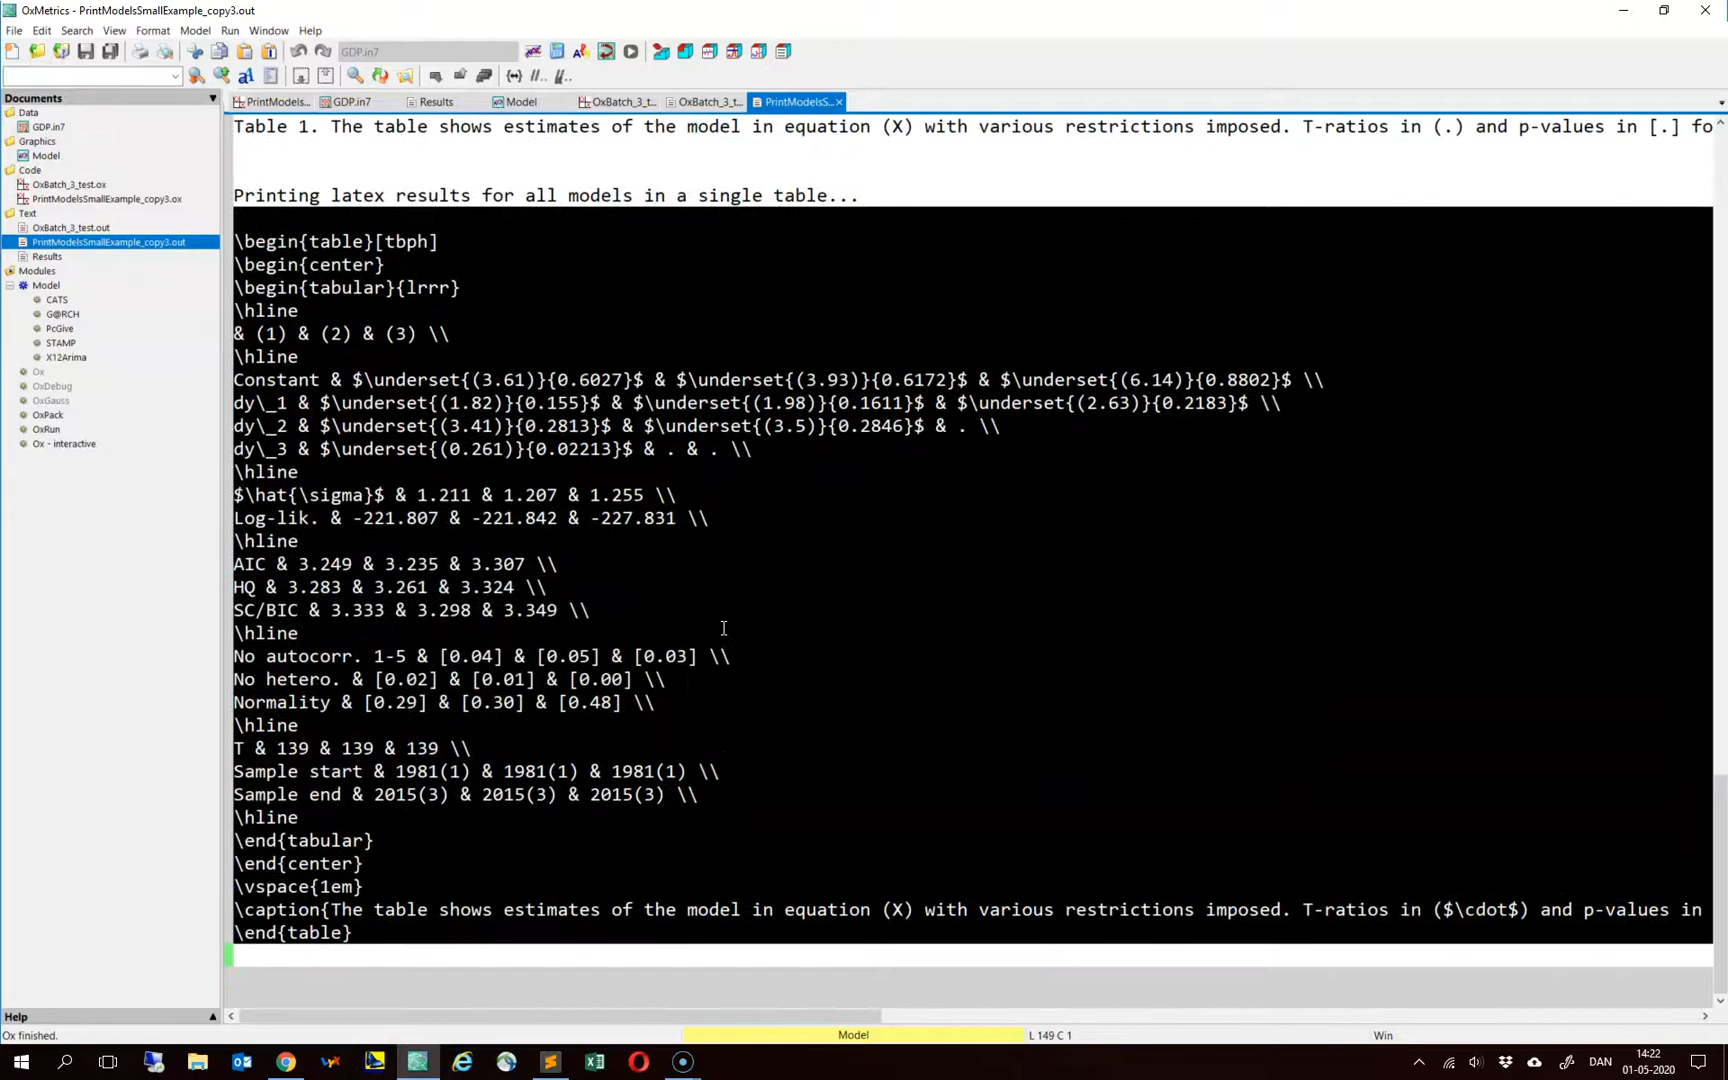 OxMetrics - PrintModelsSmallExample_copy3.out
File Edit Search View Format Model Run Window Help
GDP.in7
Documents
PrintModels... GDP.in7 Results Model OxBatch_3_t... OxBatch_3_t... PrintModelsS...
Data
GDP.in7
Graphics
Model
Code
OxBatch_3_test.ox
PrintModelsSmallExample_copy3.ox
Text
OxBatch_3_test.out
PrintModelsSmallExample_copy3.out
Results
Modules
Model
CATS
G@RCH
PcGive
STAMP
X12Arima
Ox
OxDebug
OxGauss
OxPack
OxRun
Ox - interactive
Help
Ox finished.
Table 1. The table shows estimates of the model in equation (X) with various restrictions imposed. T-ratios in (.) and p-values in [.] fo
Printing latex results for all models in a single table...
\begin{table}[tbph]
\begin{center}
\begin{tabular}{lrrr}
\hline
& (1) & (2) & (3) \\
\hline
Constant & $\underset{(3.61)}{0.6027}$ & $\underset{(3.93)}{0.6172}$ & $\underset{(6.14)}{0.8802}$ \\
dy\_1 & $\underset{(1.82)}{0.155}$ & $\underset{(1.98)}{0.1611}$ & $\underset{(2.63)}{0.2183}$ \\
dy\_2 & $\underset{(3.41)}{0.2813}$ & $\underset{(3.5)}{0.2846}$ & . \\
dy\_3 & $\underset{(0.261)}{0.02213}$ & . & . \\
\hline
$\hat{\sigma}$ & 1.211 & 1.207 & 1.255 \\
Log-lik. & -221.807 & -221.842 & -227.831 \\
\hline
AIC & 3.249 & 3.235 & 3.307 \\
HQ & 3.283 & 3.261 & 3.324 \\
SC/BIC & 3.333 & 3.298 & 3.349 \\
\hline
No autocorr. 1-5 & [0.04] & [0.05] & [0.03] \\
No hetero. & [0.02] & [0.01] & [0.00] \\
Normality & [0.29] & [0.30] & [0.48] \\
\hline
T & 139 & 139 & 139 \\
Sample start & 1981(1) & 1981(1) & 1981(1) \\
Sample end & 2015(3) & 2015(3) & 2015(3) \\
\hline
\end{tabular}
\end{center}
\vspace{1em}
\caption{The table shows estimates of the model in equation (X) with various restrictions imposed. T-ratios in ($\cdot$) and p-values in
\end{table}
Model L 149 C 1 Win
DAN
14:22
01-05-2020